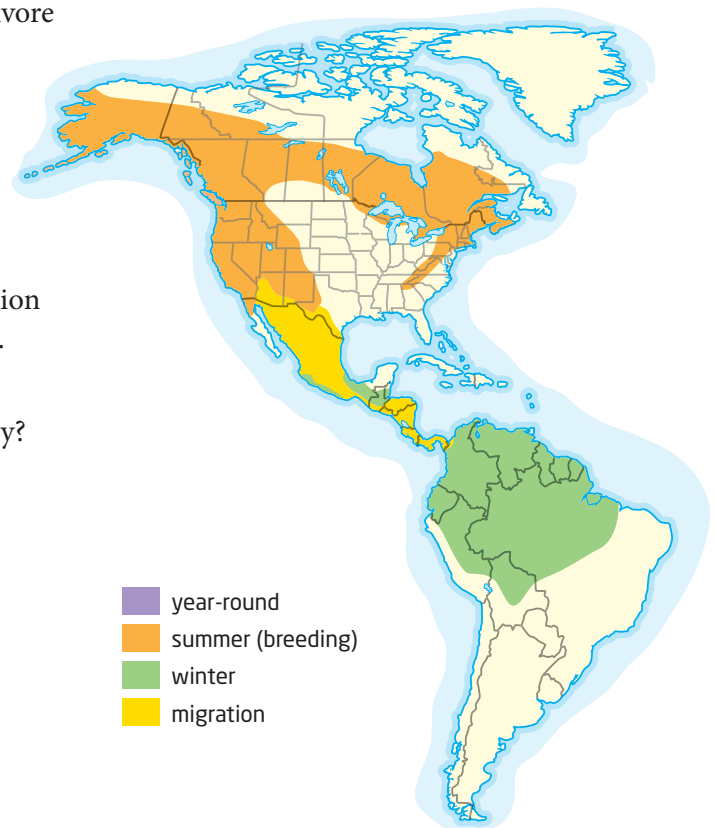 vore
ion
.
y?
year-round
summer (breeding)
winter
migration